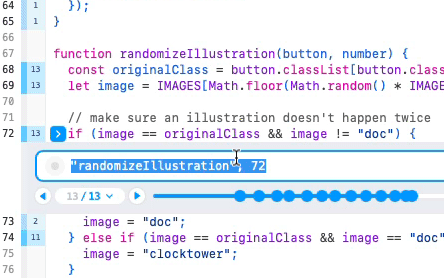 64 1 });
65 1 }
66
67 function randomizeIllustration(button, number) {
68 13 const originalClass = button.classList[button.class
69 13 let image = IMAGES[Math.floor(Math.random() * IMAGE
70
71 // make sure an illustration doesn't happen twice
72 13 if (image == originalClass && image != "doc") {
"randomizeIllustration", 72
13 / 13
73 2 image = "doc";
74 11 } else if (image == originalClass && image == "doc"
75 image = "clocktower";
76 }